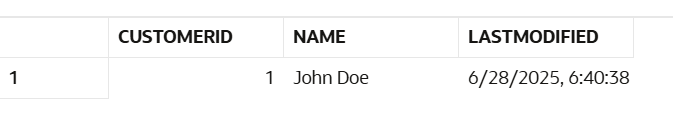 CUSTOMERID NAME LASTMODIFIED
1 1 John Doe 6/28/2025, 6:40:38